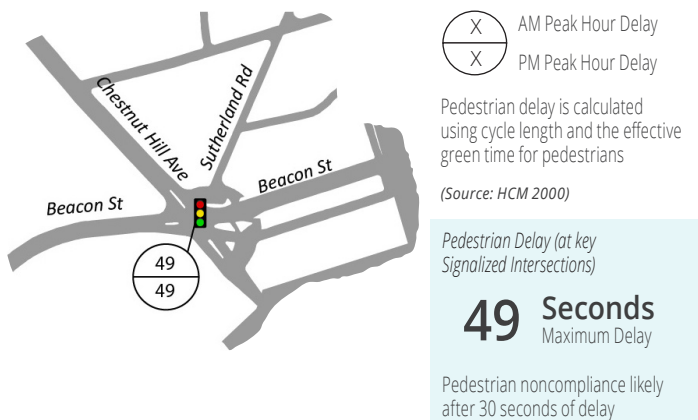 Chestnut Hill Ave
Sutherland Rd
Beacon St
Beacon St
49
49
X
AM Peak Hour Delay
X
PM Peak Hour Delay
Pedestrian delay is calculated
using cycle length and the effective
green time for pedestrians
(Source: HCM 2000)
Pedestrian Delay (at key
Signalized Intersections)
49 Seconds
Maximum Delay
Pedestrian noncompliance likely
after 30 seconds of delay